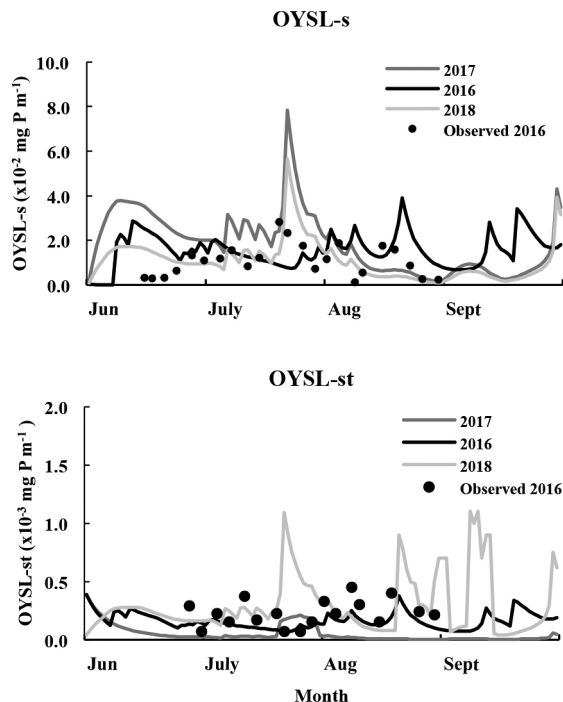 OYSL-s
OYSL-s (x10⁻² mg P m⁻¹)
10.0
8.0
6.0
4.0
2.0
0.0
2017
2016
2018
Observed 2016
Jun
July
Aug
Sept
OYSL-st
OYSL-st (x10⁻³ mg P m⁻¹)
2.0
1.5
1.0
0.5
0.0
2017
2016
2018
Observed 2016
Jun
July
Aug
Sept
Month